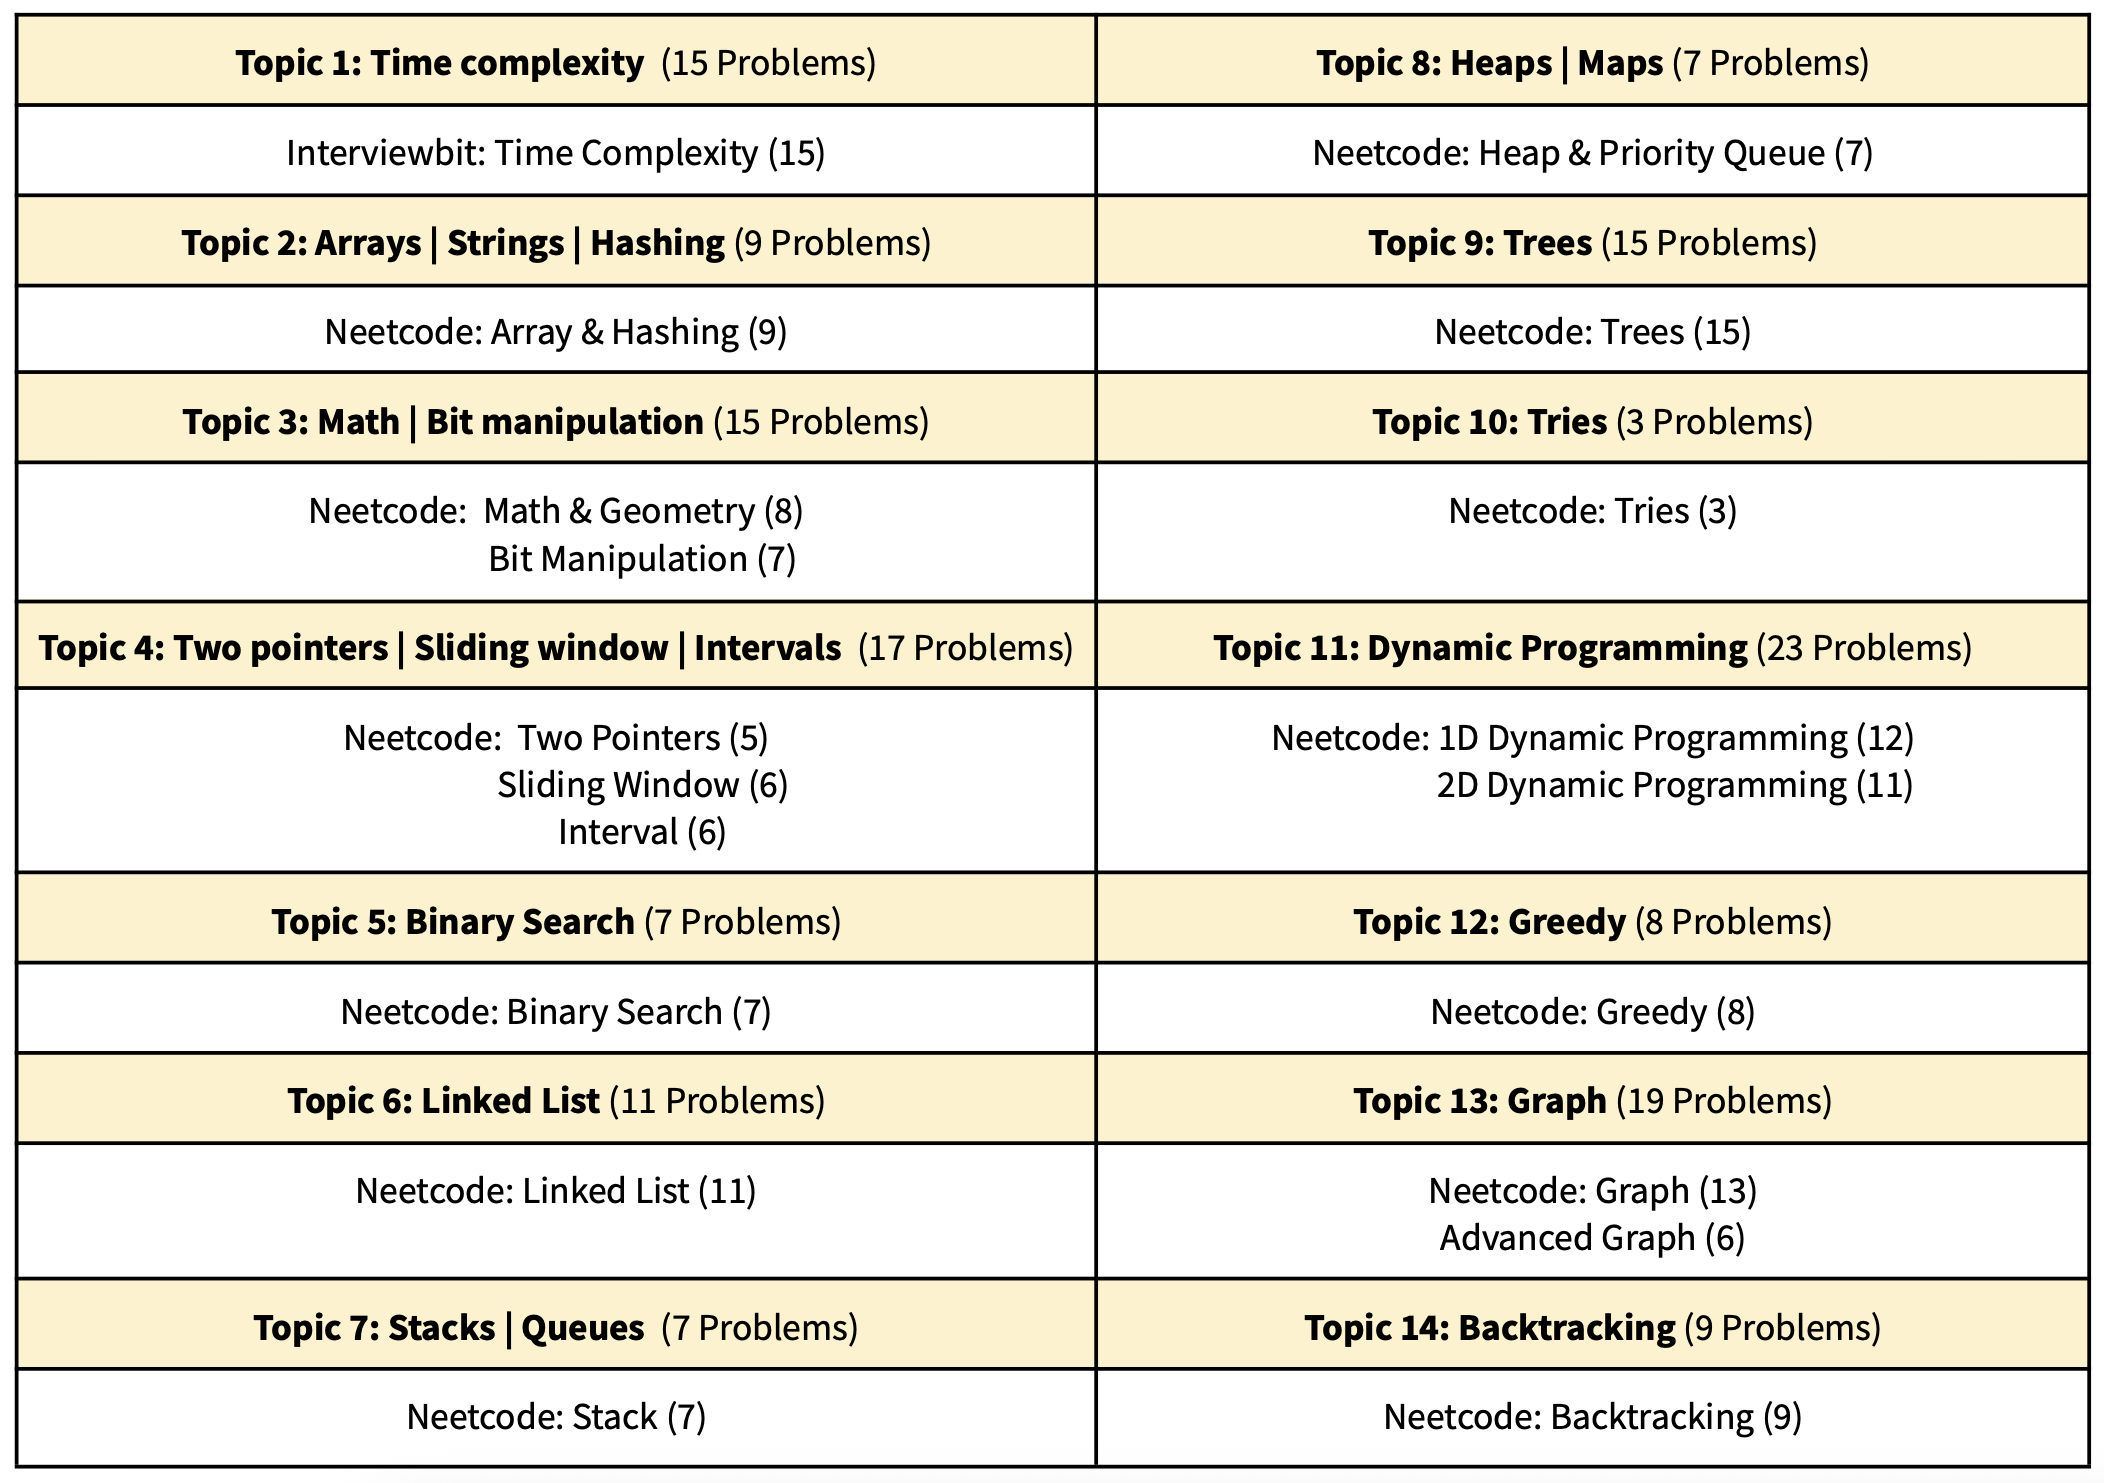 Topic 1: Time complexity (15 Problems)
Interviewbit: Time Complexity (15)
Topic 2: Arrays | Strings | Hashing (9 Problems)
Neetcode: Array & Hashing (9)
Topic 3: Math | Bit manipulation (15 Problems)
Neetcode: Math & Geometry (8)
Bit Manipulation (7)
Topic 4: Two pointers | Sliding window | Intervals (17 Problems)
Neetcode: Two Pointers (5)
Sliding Window (6)
Interval (6)
Topic 5: Binary Search (7 Problems)
Neetcode: Binary Search (7)
Topic 6: Linked List (11 Problems)
Neetcode: Linked List (11)
Topic 7: Stacks | Queues (7 Problems)
Neetcode: Stack (7)
Topic 8: Heaps | Maps (7 Problems)
Neetcode: Heap & Priority Queue (7)
Topic 9: Trees (15 Problems)
Neetcode: Trees (15)
Topic 10: Tries (3 Problems)
Neetcode: Tries (3)
Topic 11: Dynamic Programming (23 Problems)
Neetcode: 1D Dynamic Programming (12)
2D Dynamic Programming (11)
Topic 12: Greedy (8 Problems)
Neetcode: Greedy (8)
Topic 13: Graph (19 Problems)
Neetcode: Graph (13)
Advanced Graph (6)
Topic 14: Backtracking (9 Problems)
Neetcode: Backtracking (9)